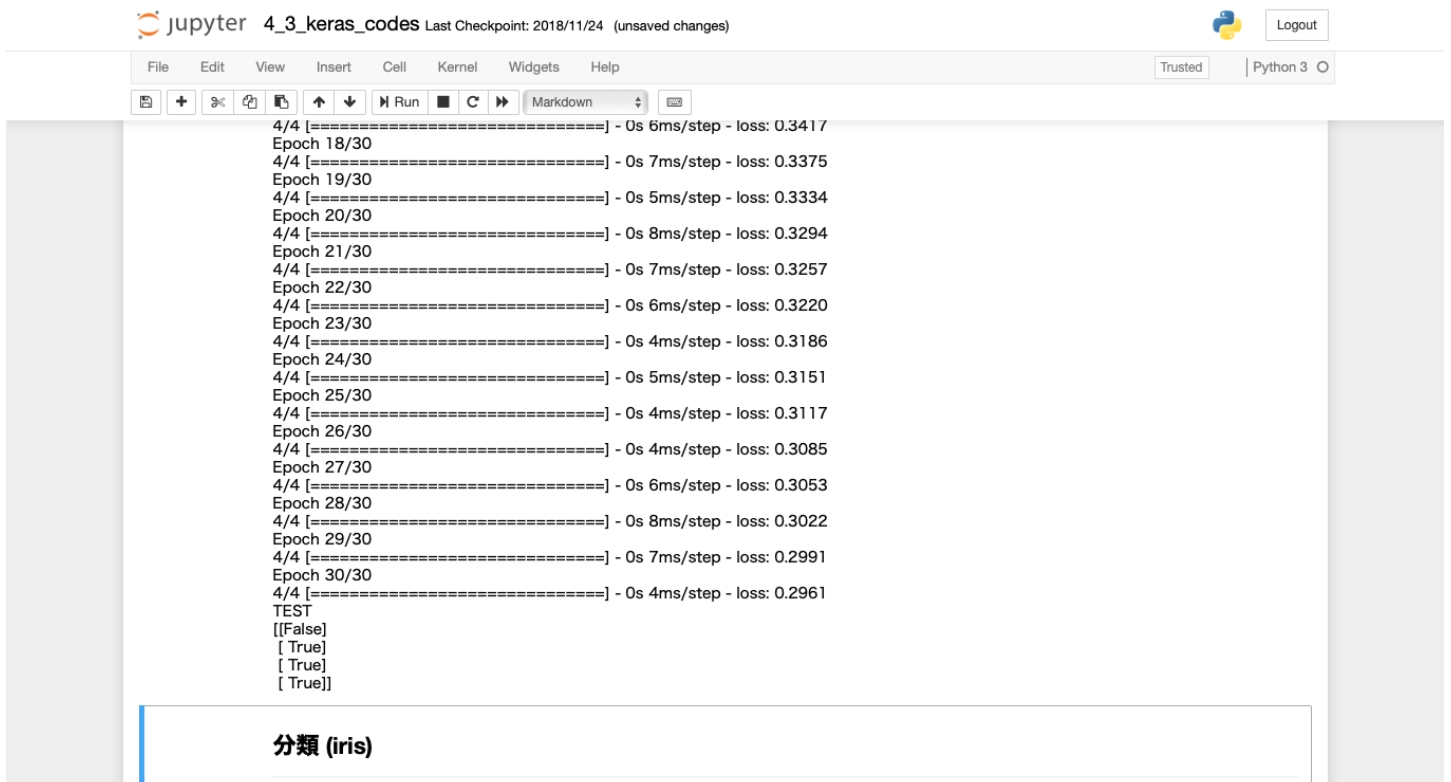 jupyter 4_3_keras_codes Last Checkpoint: 2018/11/24 (unsaved changes) Logout
File Edit View Insert Cell Kernel Widgets Help Trusted Python 3
Run Markdown
4/4 [==============================] - 0s 6ms/step - loss: 0.3417
Epoch 18/30
4/4 [==============================] - 0s 7ms/step - loss: 0.3375
Epoch 19/30
4/4 [==============================] - 0s 5ms/step - loss: 0.3334
Epoch 20/30
4/4 [==============================] - 0s 8ms/step - loss: 0.3294
Epoch 21/30
4/4 [==============================] - 0s 7ms/step - loss: 0.3257
Epoch 22/30
4/4 [==============================] - 0s 6ms/step - loss: 0.3220
Epoch 23/30
4/4 [==============================] - 0s 4ms/step - loss: 0.3186
Epoch 24/30
4/4 [==============================] - 0s 5ms/step - loss: 0.3151
Epoch 25/30
4/4 [==============================] - 0s 4ms/step - loss: 0.3117
Epoch 26/30
4/4 [==============================] - 0s 4ms/step - loss: 0.3085
Epoch 27/30
4/4 [==============================] - 0s 6ms/step - loss: 0.3053
Epoch 28/30
4/4 [==============================] - 0s 8ms/step - loss: 0.3022
Epoch 29/30
4/4 [==============================] - 0s 7ms/step - loss: 0.2991
Epoch 30/30
4/4 [==============================] - 0s 4ms/step - loss: 0.2961
TEST
[[False]
 [ True]
 [ True]
 [ True]]
分類 (iris)